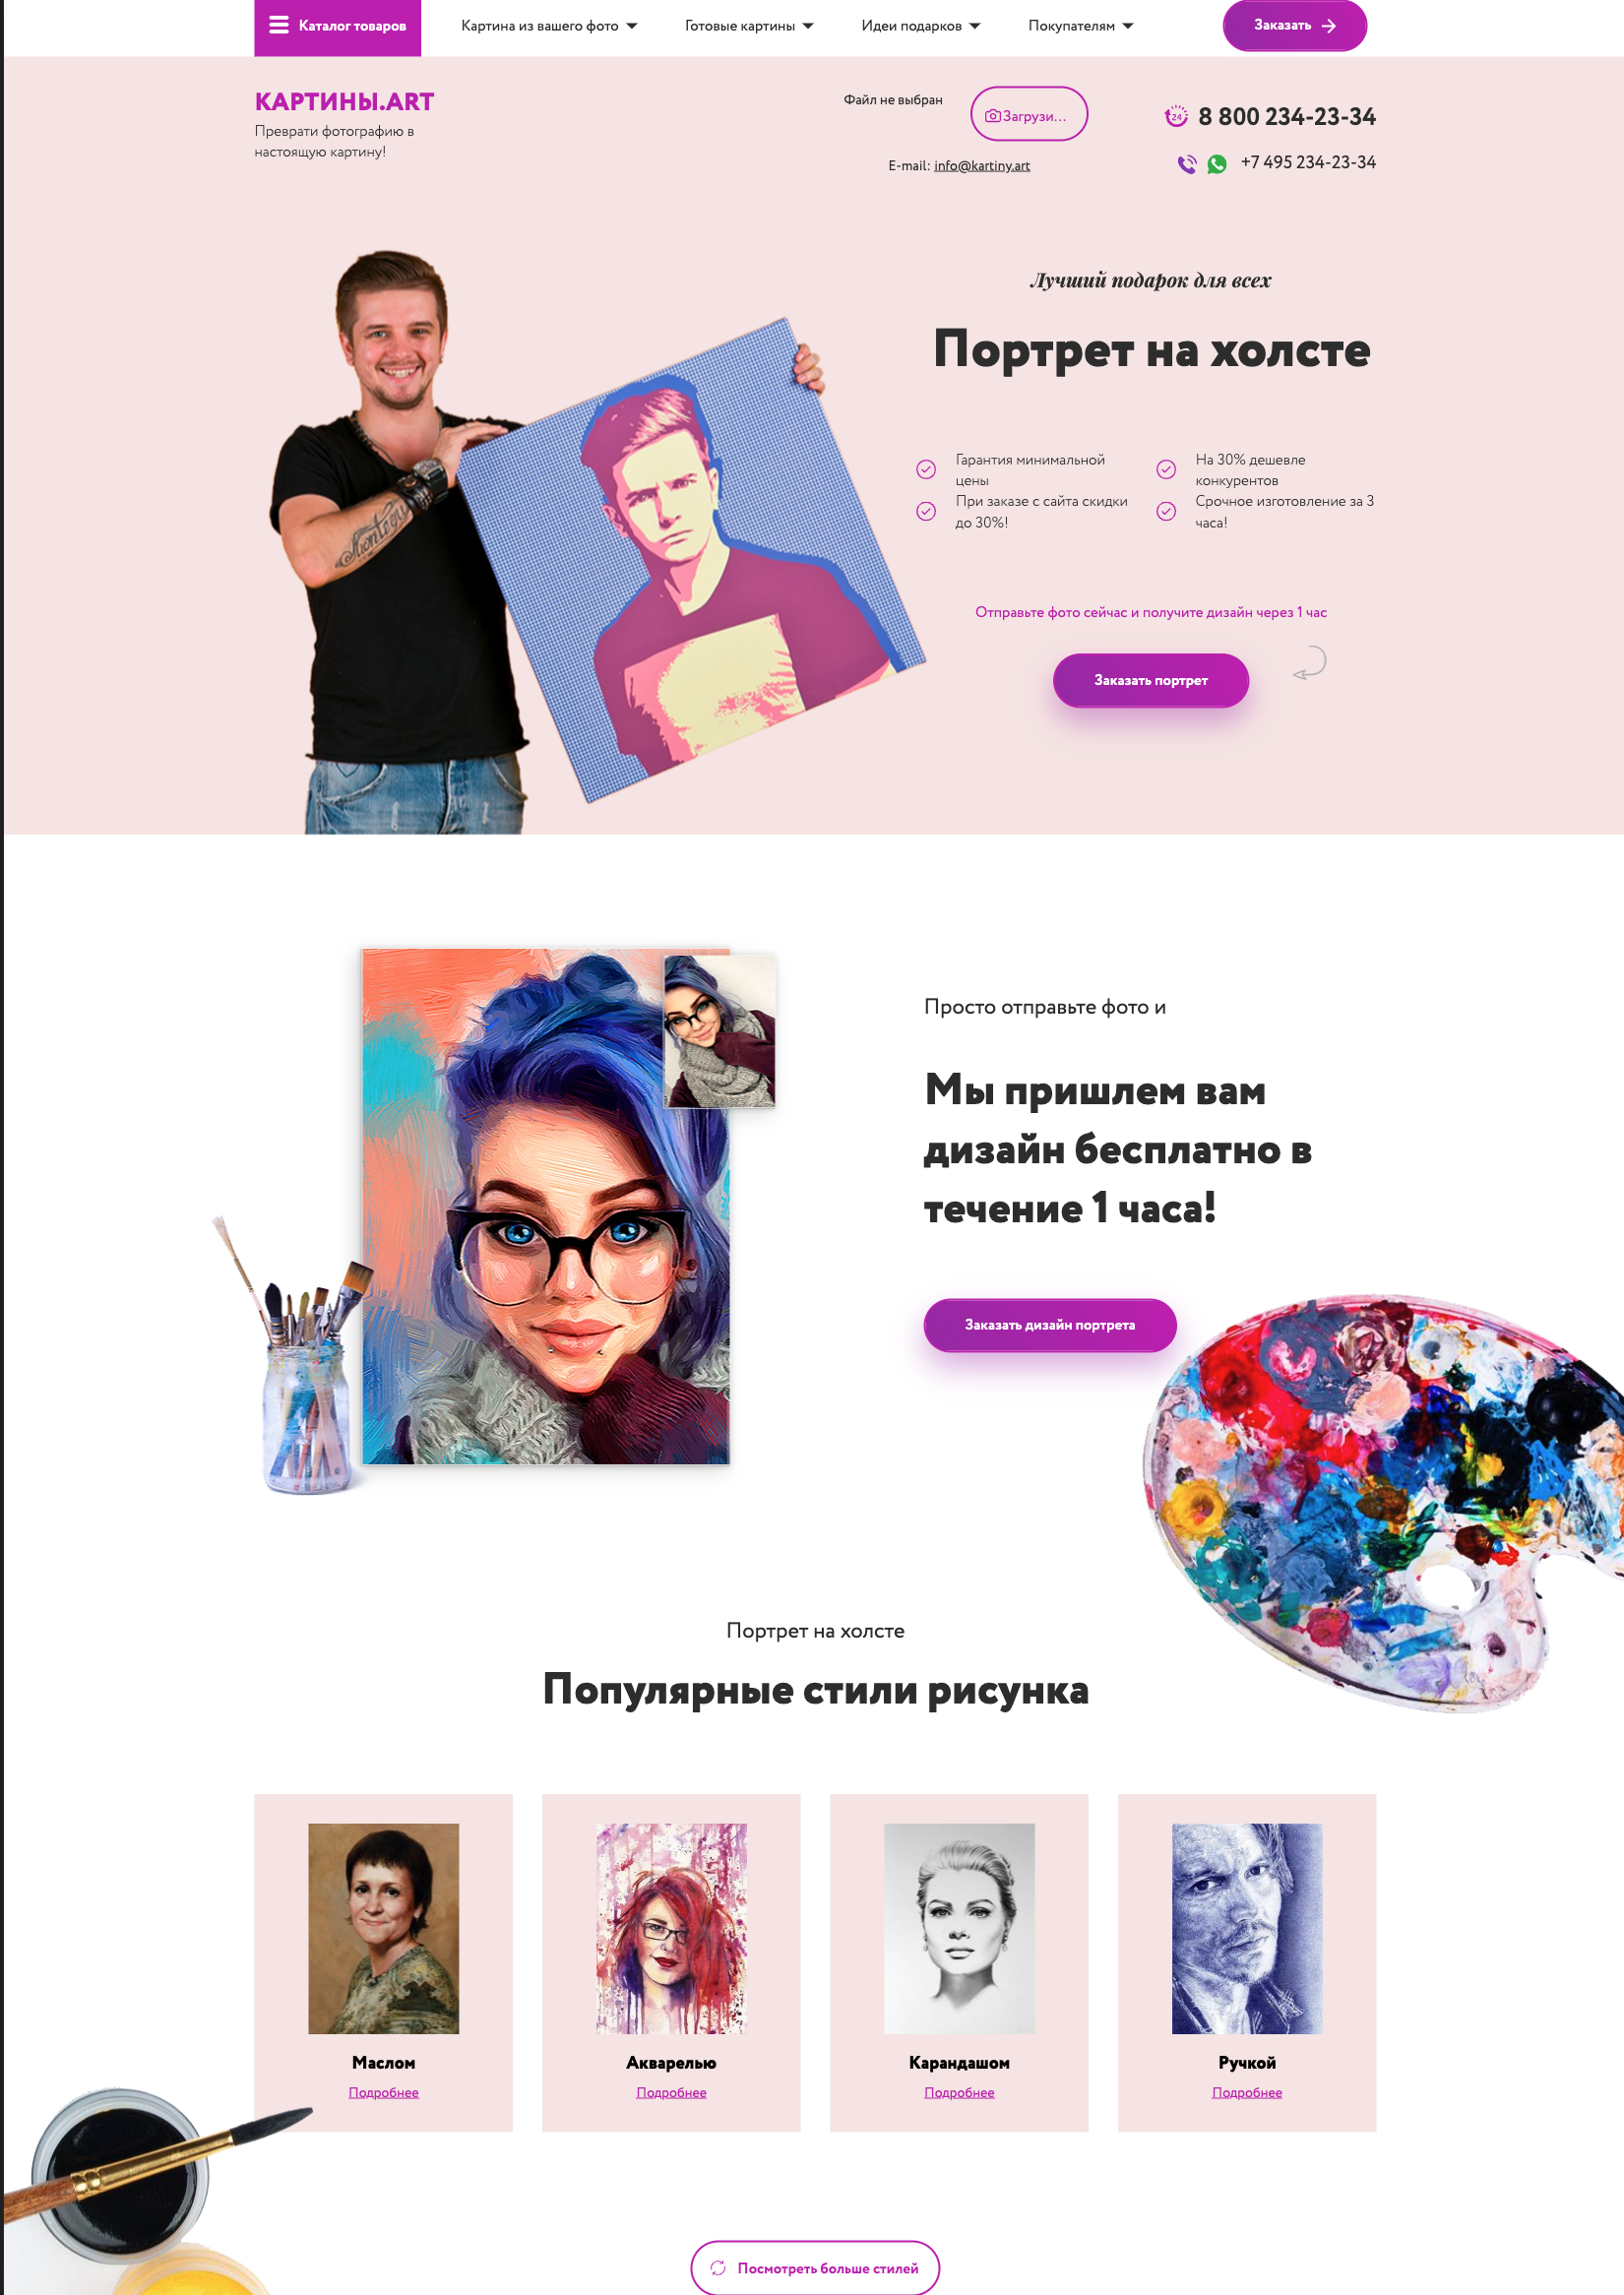 Каталог товаров
Картина из вашего фото
Готовые картины
Идеи подарков
Покупателям
Заказать
КАРТИНЫ.ART
Преврати фотографию в
настоящую картину!
Файл не выбран
Загрузи...
E-mail: info@kartiny.art
24
8 800 234-23-34
+7 495 234-23-34
Лучший подарок для всех
Портрет на холсте
Гарантия минимальной
цены
На 30% дешевле
конкурентов
При заказе с сайта скидки
до 30%!
Срочное изготовление за 3
часа!
Отправьте фото сейчас и получите дизайн через 1 час
Заказать портрет
Просто отправьте фото и
Мы пришлем вам
дизайн бесплатно в
течение 1 часа!
Заказать дизайн портрета
Портрет на холсте
Популярные стили рисунка
Маслом
Подробнее
Акварелью
Подробнее
Карандашом
Подробнее
Ручкой
Подробнее
Посмотреть больше стилей